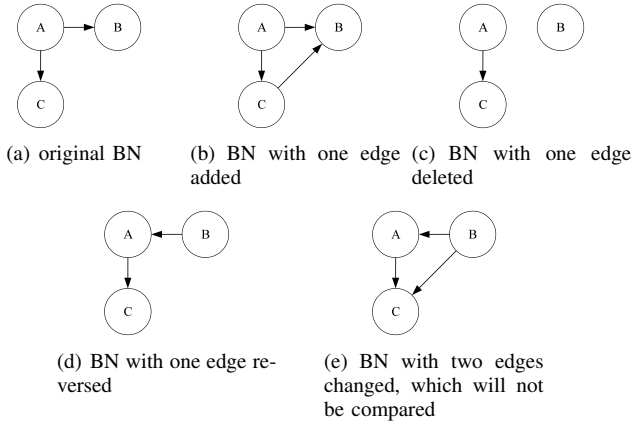 A B A B A B
C C C
(a) original BN (b) BN with one edge added (c) BN with one edge deleted
A B A B
C C
(d) BN with one edge re-
versed
(e) BN with two edges
changed, which will not
be compared